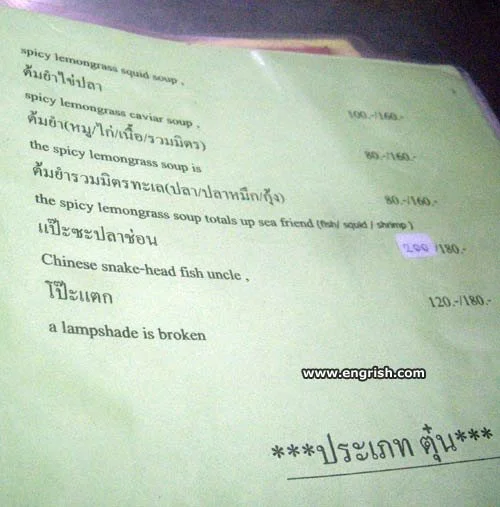 spicy lemongrass squid soup ,
ต้มยำไข่ปลา
spicy lemongrass caviar soup , 100.-/160.-
ต้มยำ(หมู/ไก่/เนื้อ/รวมมิตร)
the spicy lemongrass soup is 80.-/160.-
ต้มยำรวมมิตรทะเล(ปลา/ปลาหมึก/กุ้ง) 80.-/160.-
the spicy lemongrass soup totals up sea friend (fish/ squid / shrimp )
แป๊ะซะปลาช่อน 200 /180.-
Chinese snake-head fish uncle ,
โป๊ะแตก 120.-/180.-
a lampshade is broken
www.engrish.com
***ประเภท ตุ๋น***